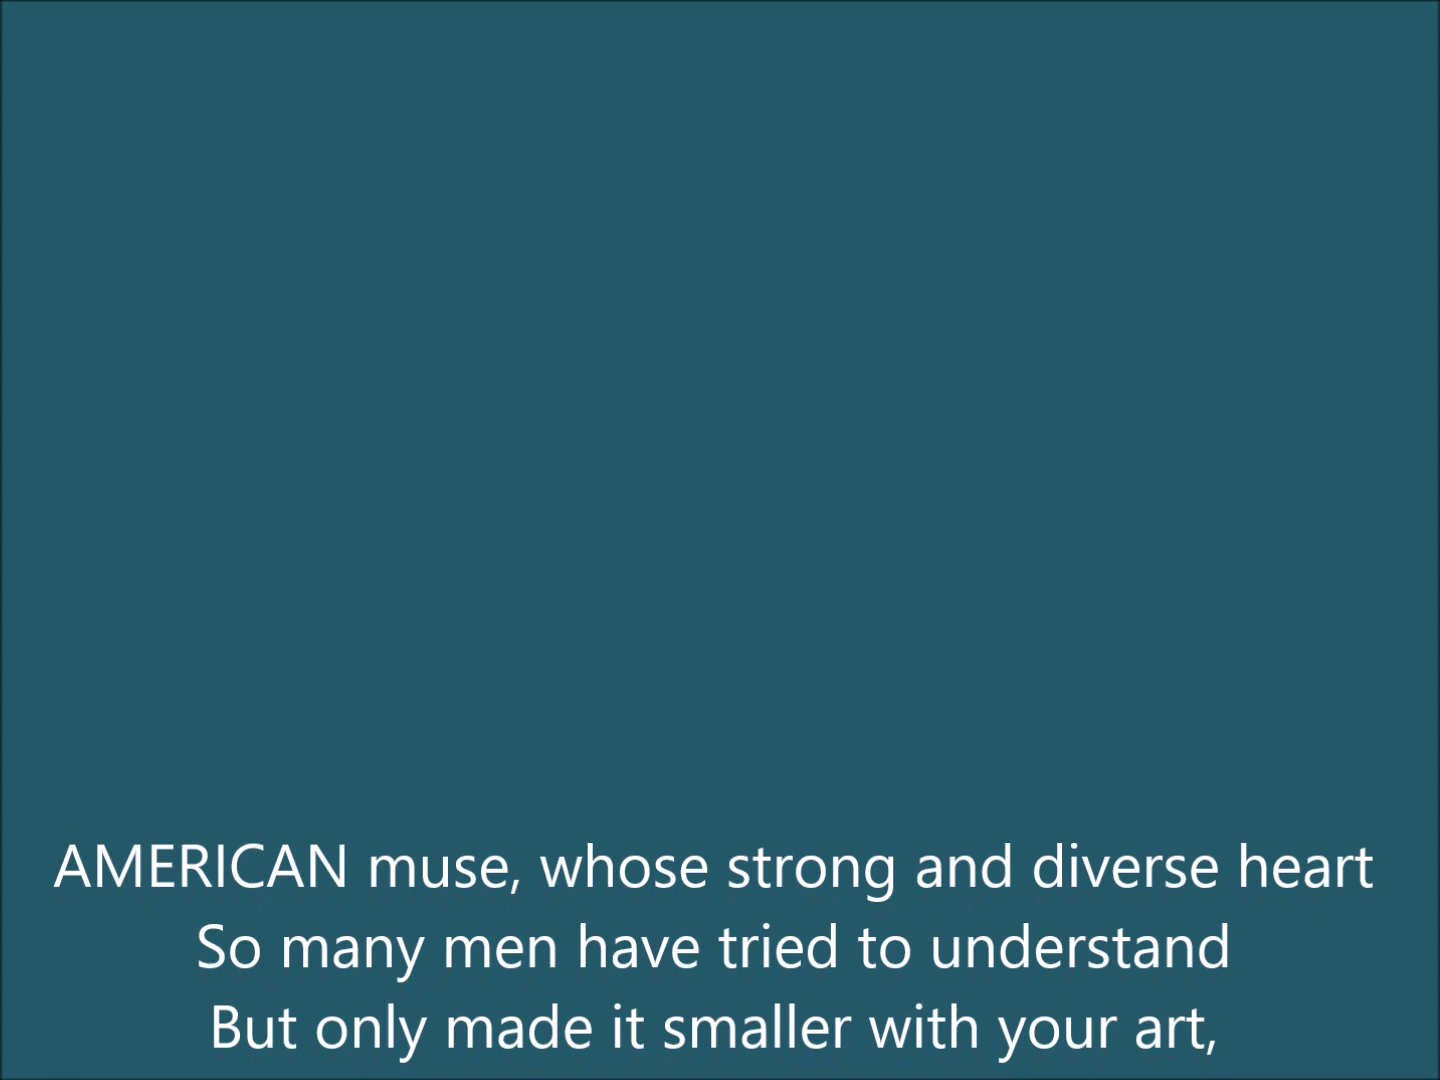 AMERICAN muse, whose strong and diverse heart
So many men have tried to understand
But only made it smaller with your art,